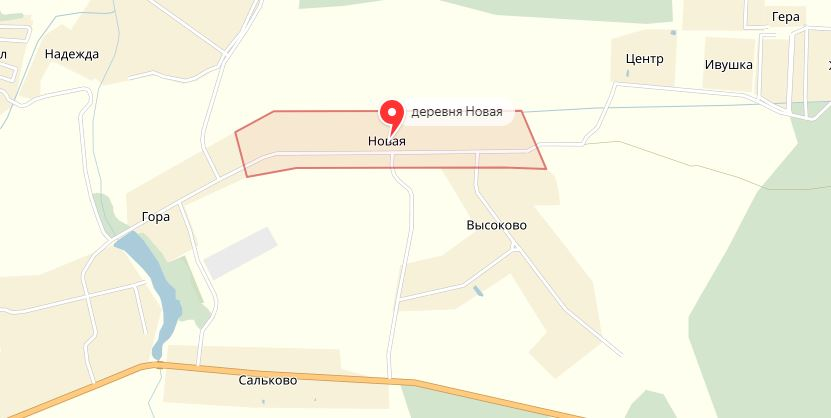 Гера
Надежда
Центр
Ивушка
деревня Новая
Новая
Гора
Высоково
Сальково